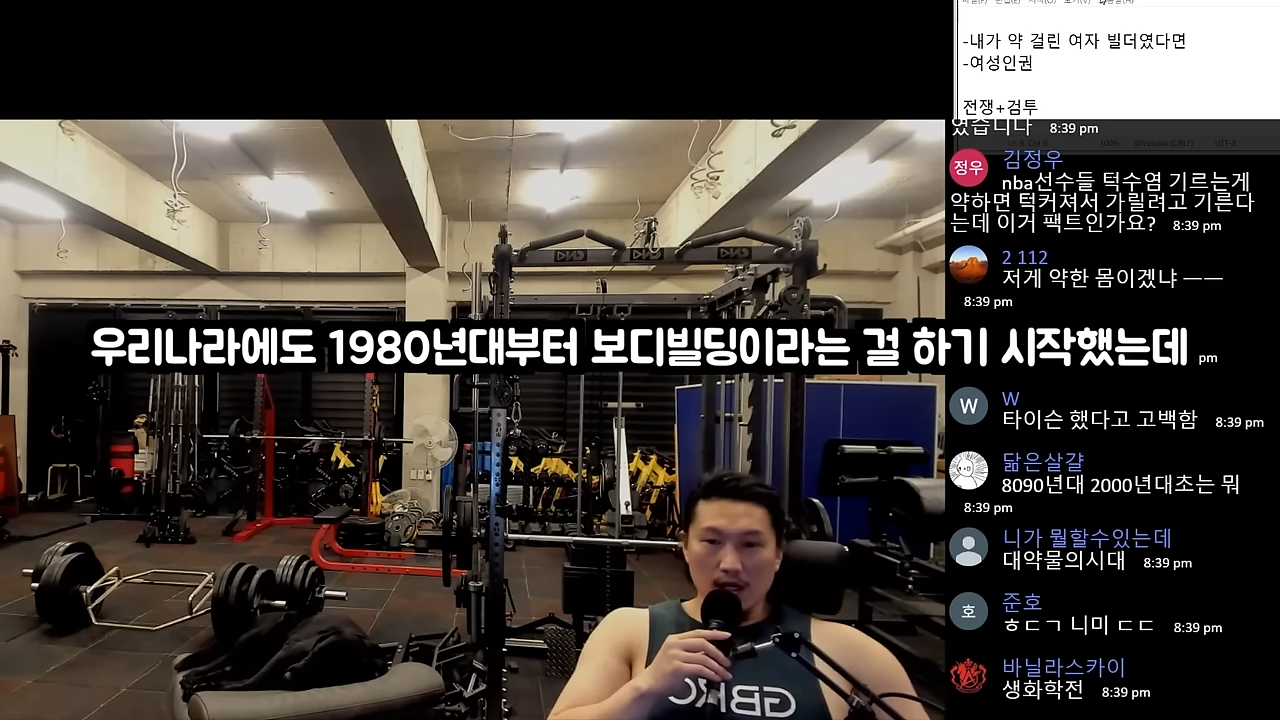 -내가 약 걸린 여자 빌더였다면
-여성인권
전쟁+검투
였습니다 8:39 pm
100% Windows (CRLF) UTF-8
정우 김정우
nba선수들 턱수염 기르는게
약하면 턱커져서 가릴려고 기른다
는데 이거 팩트인가요? 8:39 pm
2 112
저게 약한 몸이겠냐 ㅡㅡ
8:39 pm
우리나라에도 1980년대부터 보디빌딩이라는 걸 하기 시작했는데 pm
W W
타이슨 했다고 고백함 8:39 pm
닮은살걀
8090년대 2000년대초는 뭐
8:39 pm
니가 뭘할수있는데
대약물의시대 8:39 pm
호 준호
ㅎㄷㄱ 니미 ㄷㄷ 8:39 pm
바닐라스카이
생화학전 8:39 pm
GBRC